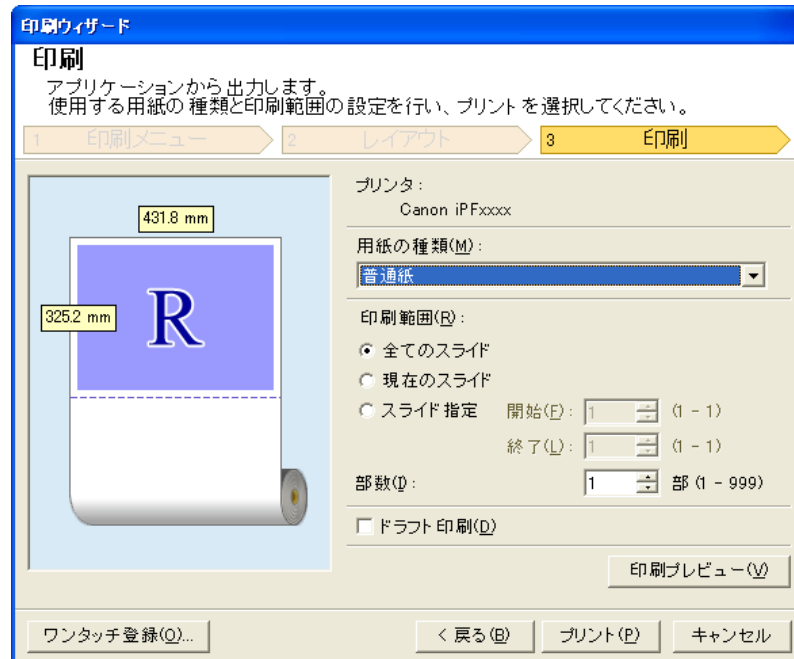 印刷ウィザード
印刷
アプリケーションから出力します。
使用する用紙の種類と印刷範囲の設定を行い、プリントを選択してください。
1 印刷メニュー 2 レイアウト 3 印刷
431.8 mm
325.2 mm
R
プリンタ:
Canon iPFxxxx
用紙の種類(M):
普通紙
印刷範囲(R):
全てのスライド
現在のスライド
スライド指定 開始(F): 1 (1 - 1)
終了(L): 1 (1 - 1)
部数(I): 1 部 (1 - 999)
ドラフト印刷(D)
印刷プレビュー(V)
ワンタッチ登録(O)... < 戻る(B) プリント(P) キャンセル